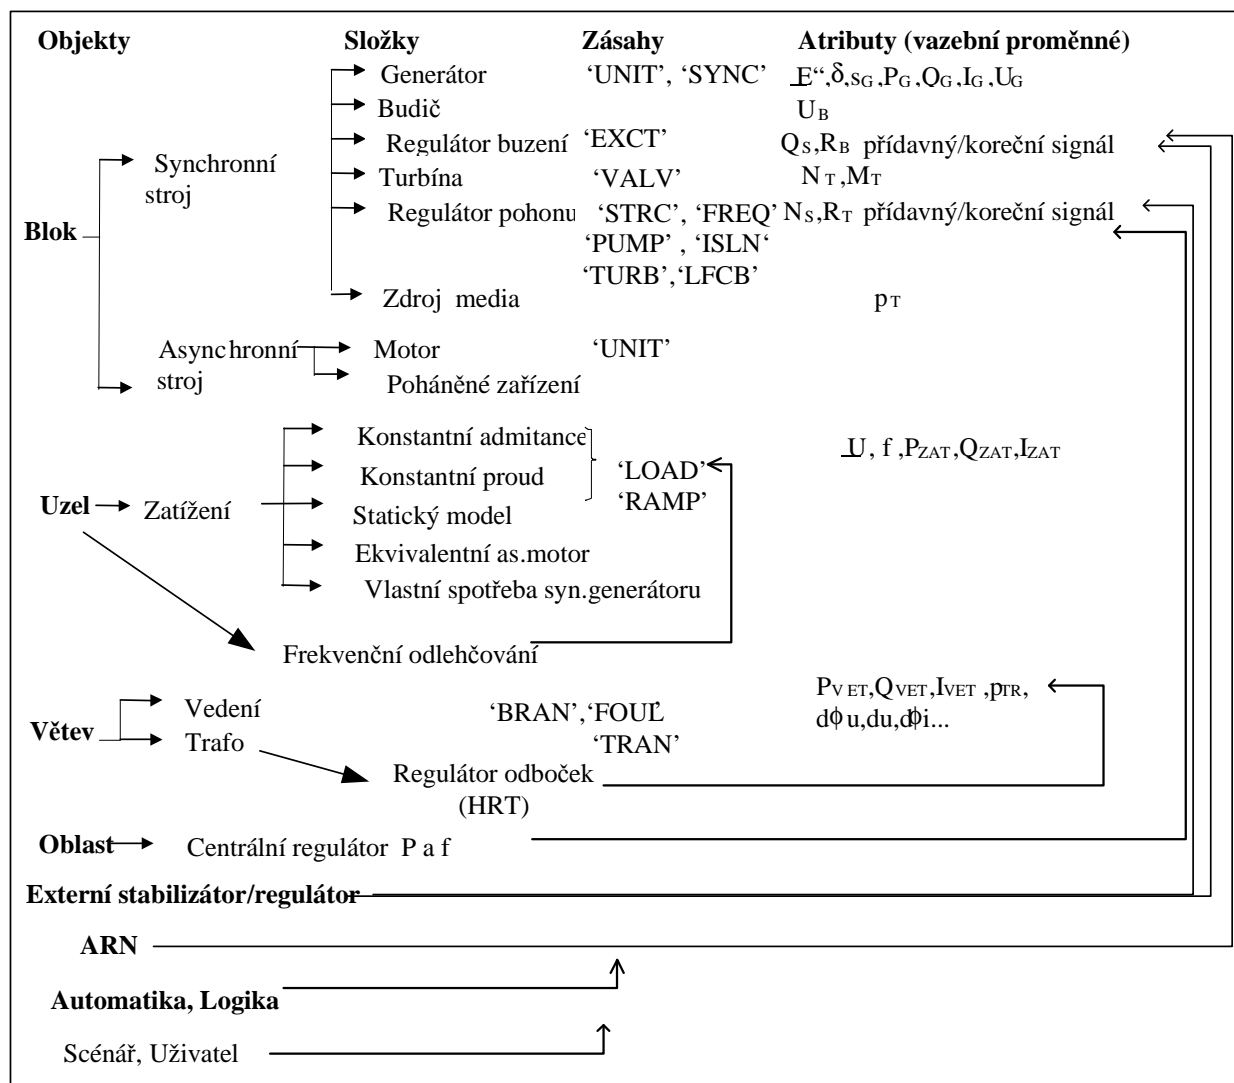 Objekty Složky Zásahy Atributy (vazební proměnné)
Generátor ‘UNIT’, ‘SYNC’ E“,δ,sG,PG,QG,IG,UG
Budič UB
Regulátor buzení ‘EXCT’ QS,RB přídavný/koreční signál
Synchronní stroj
Turbína ‘VALV’ NT,MT
Regulátor pohonu ‘STRC’, ‘FREQ’ NS,RT přídavný/koreční signál
Blok
‘PUMP’ , ‘ISLN‘
‘TURB’,‘LFCB’
Zdroj media pT
Asynchronní stroj
Motor ‘UNIT’
Poháněné zařízení
Konstantní admitance U, f ,PZAT,QZAT,IZAT
Konstantní proud ‘LOAD’
‘RAMP’
Uzel Zatížení
Statický model
Ekvivalentní as.motor
Vlastní spotřeba syn.generátoru
Frekvenční odlehčování
PVET,QVET,IVET ,pTR,
Vedení ‘BRAN’,‘FOUL’ dϕu,du,dϕi...
Větev
Trafo ‘TRAN’
Regulátor odboček
(HRT)
Oblast Centrální regulátor P a f
Externí stabilizátor/regulátor
ARN
Automatika, Logika
Scénář, Uživatel